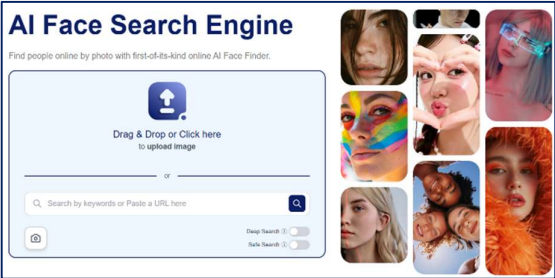 AI Face Search Engine
Find people online by photo with first-of-its-kind online AI Face Finder.
Drag & Drop or Click here
to upload image
or
Search by keywords or Paste a URL here
Deep Search
Safe Search